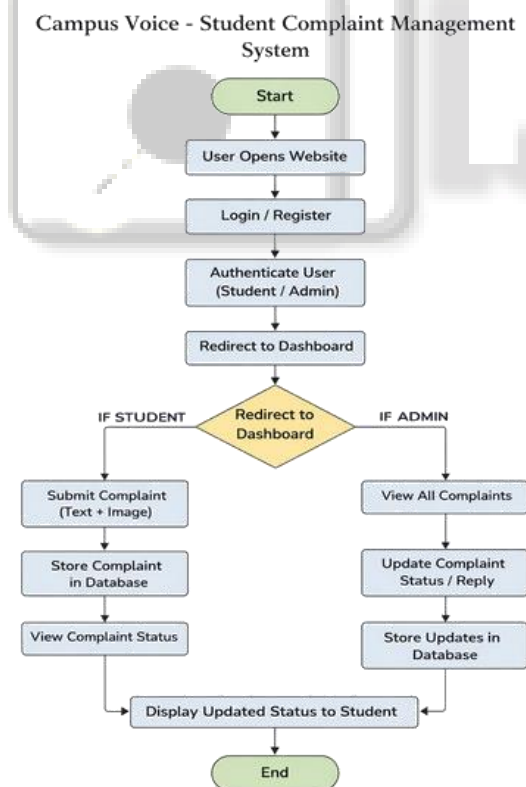 Campus Voice - Student Complaint Management
System
Start
User Opens Website
Login / Register
Authenticate User
(Student / Admin)
Redirect to Dashboard
Redirect to
Dashboard
IF STUDENT
IF ADMIN
Submit Complaint
(Text + Image)
Store Complaint
in Database
View Complaint Status
View All Complaints
Update Complaint
Status / Reply
Store Updates in
Database
Display Updated Status to Student
End